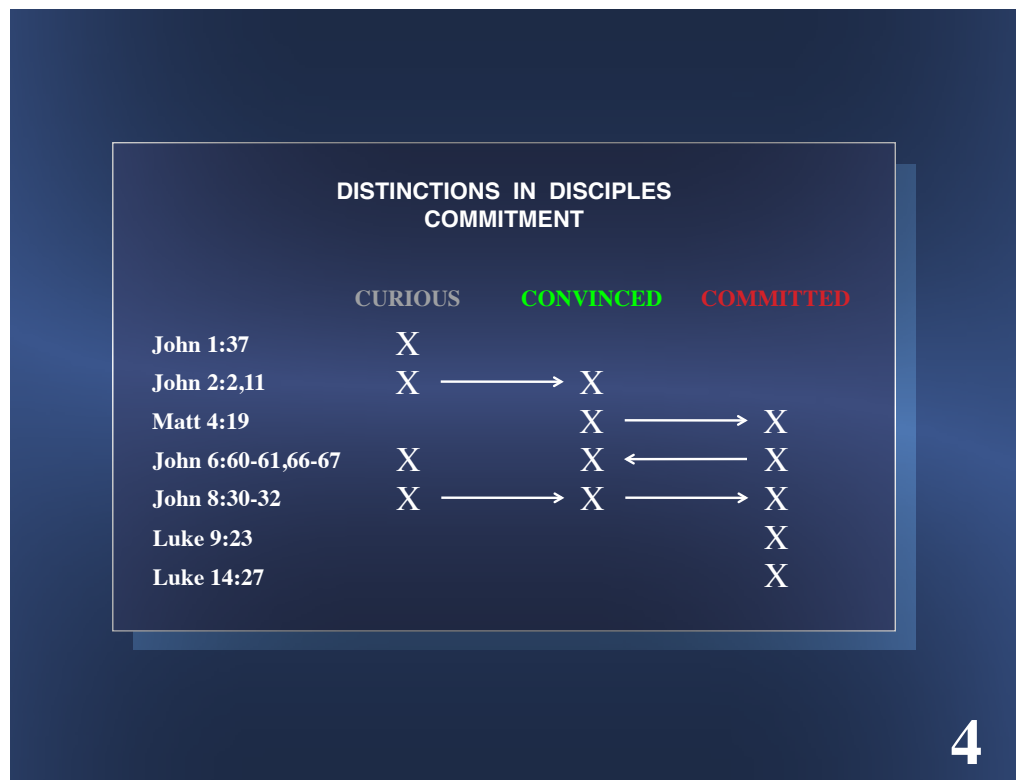 DISTINCTIONS IN DISCIPLES
COMMITMENT
CURIOUS CONVINCED COMMITTED
John 1:37 X
John 2:2,11 X X
Matt 4:19 X X
John 6:60-61,66-67 X X X
John 8:30-32 X X X
Luke 9:23 X
Luke 14:27 X
4